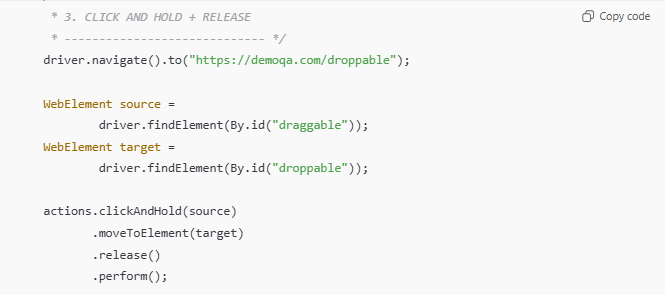 * 3. CLICK AND HOLD + RELEASE
Copy code
* ---------------------------- */
driver.navigate().to("https://demoqa.com/droppable");
WebElement source =
driver.findElement(By.id("draggable"));
WebElement target =
driver.findElement(By.id("droppable"));
actions.clickAndHold(source)
.moveToElement(target)
.release()
.perform();